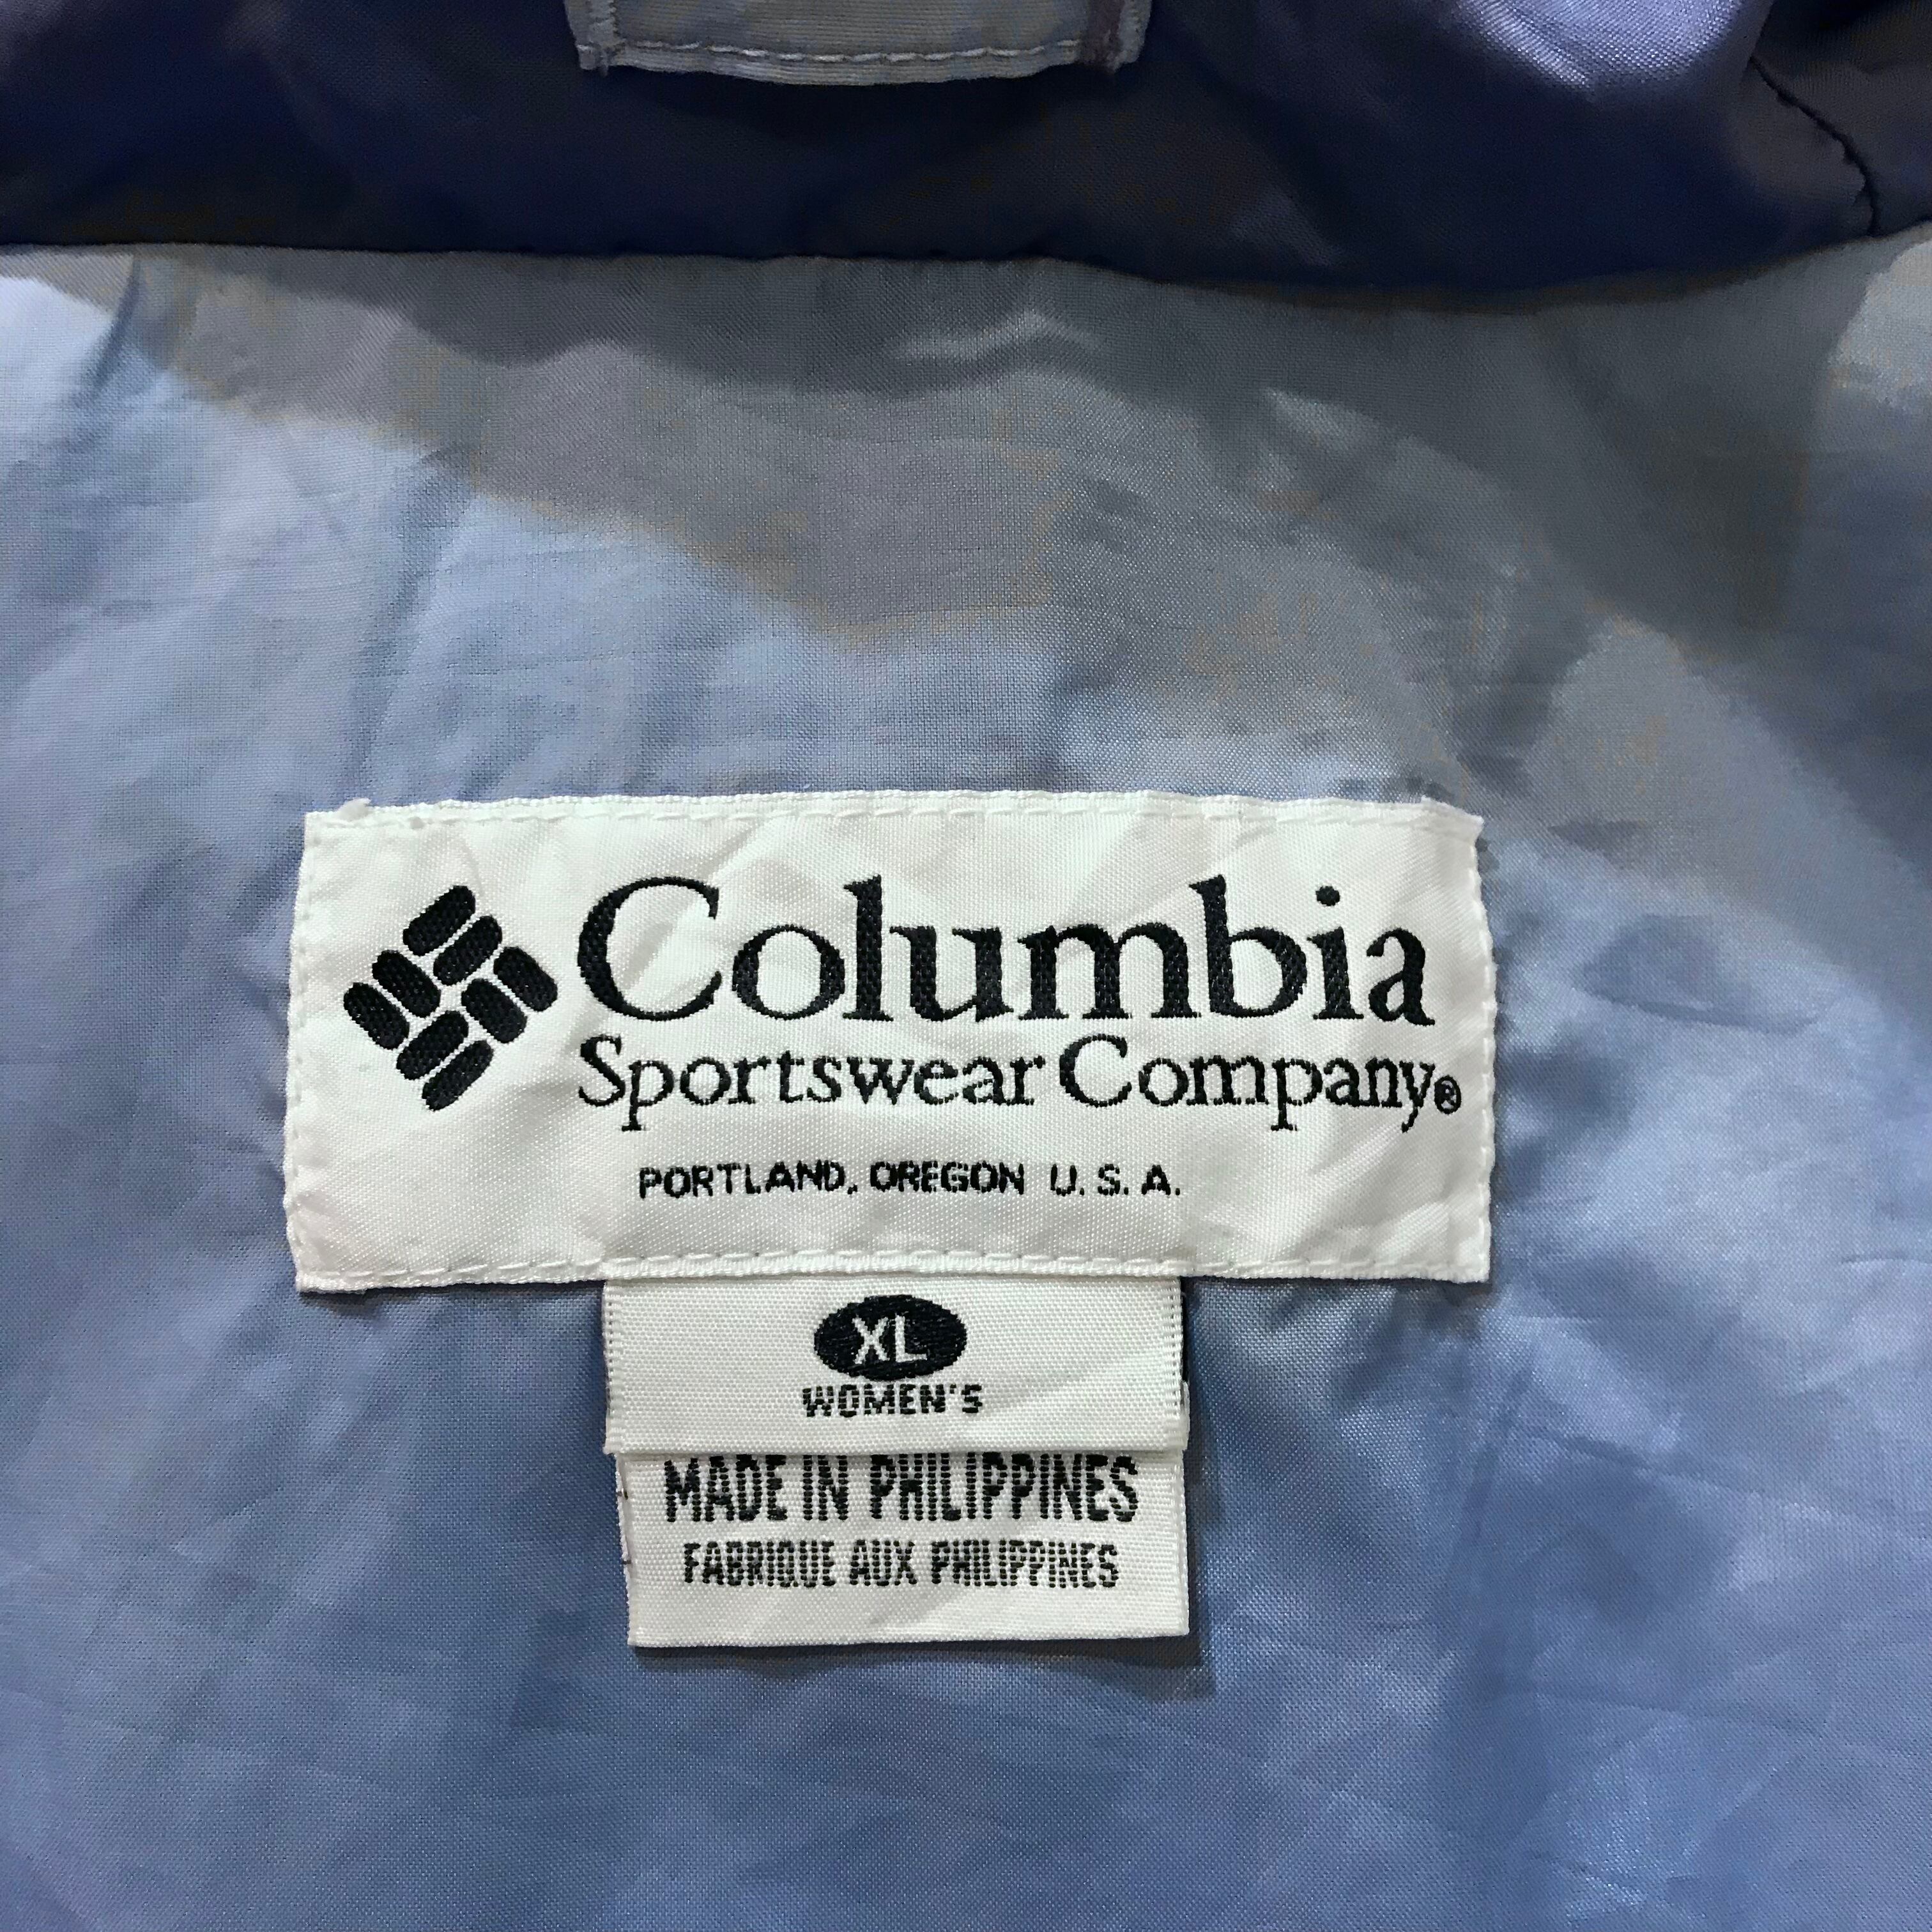 Columbia
Sportswear Company®
PORTLAND, OREGON U.S.A.
XL
WOMEN'S
MADE IN PHILIPPINES
FABRIQUE AUX PHILIPPINES